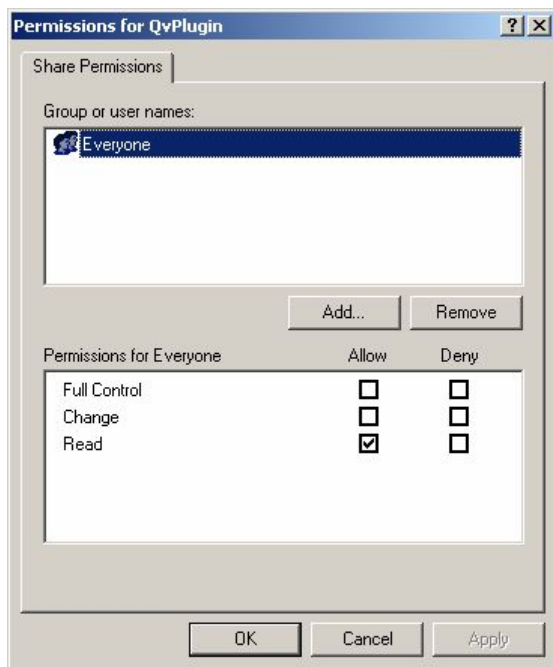 Permissions for QvPlugin
Share Permissions
Group or user names:
Everyone
Add... Remove
Permissions for Everyone Allow Deny
Full Control
Change
Read
OK Cancel Apply